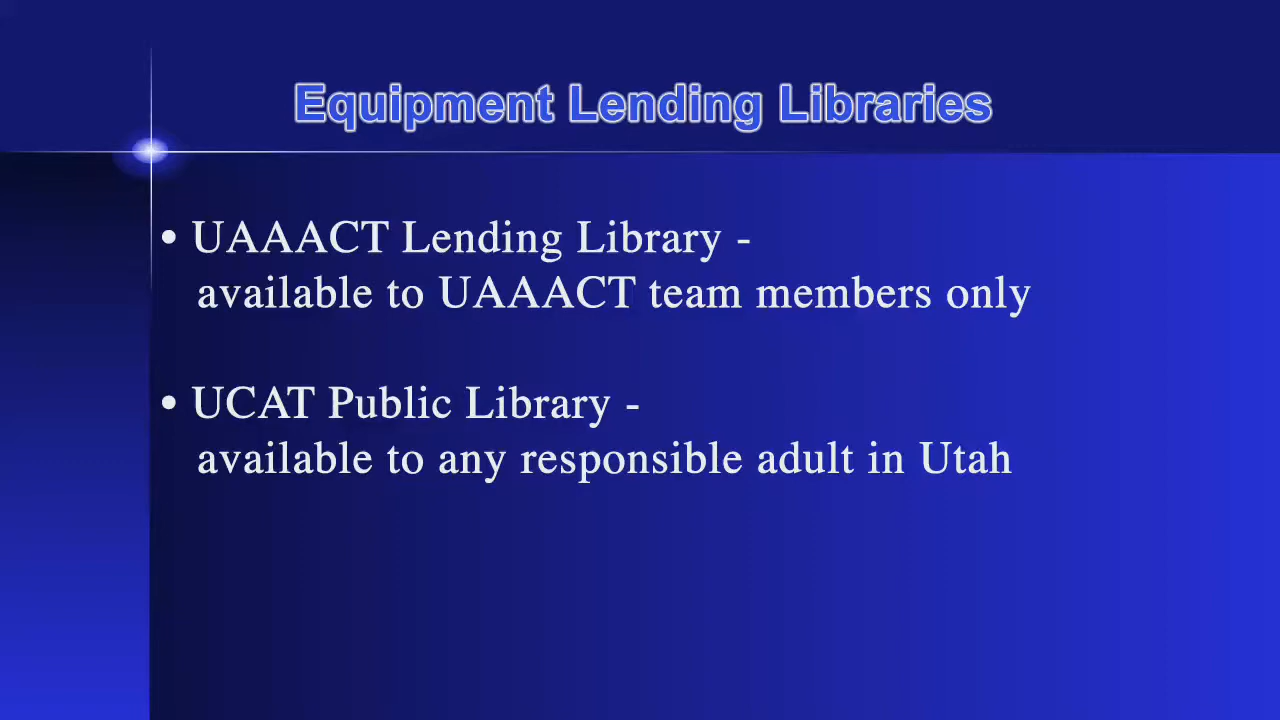 Equipment Lending Libraries
• UAAACT Lending Library -
available to UAAACT team members only
• UCAT Public Library -
available to any responsible adult in Utah